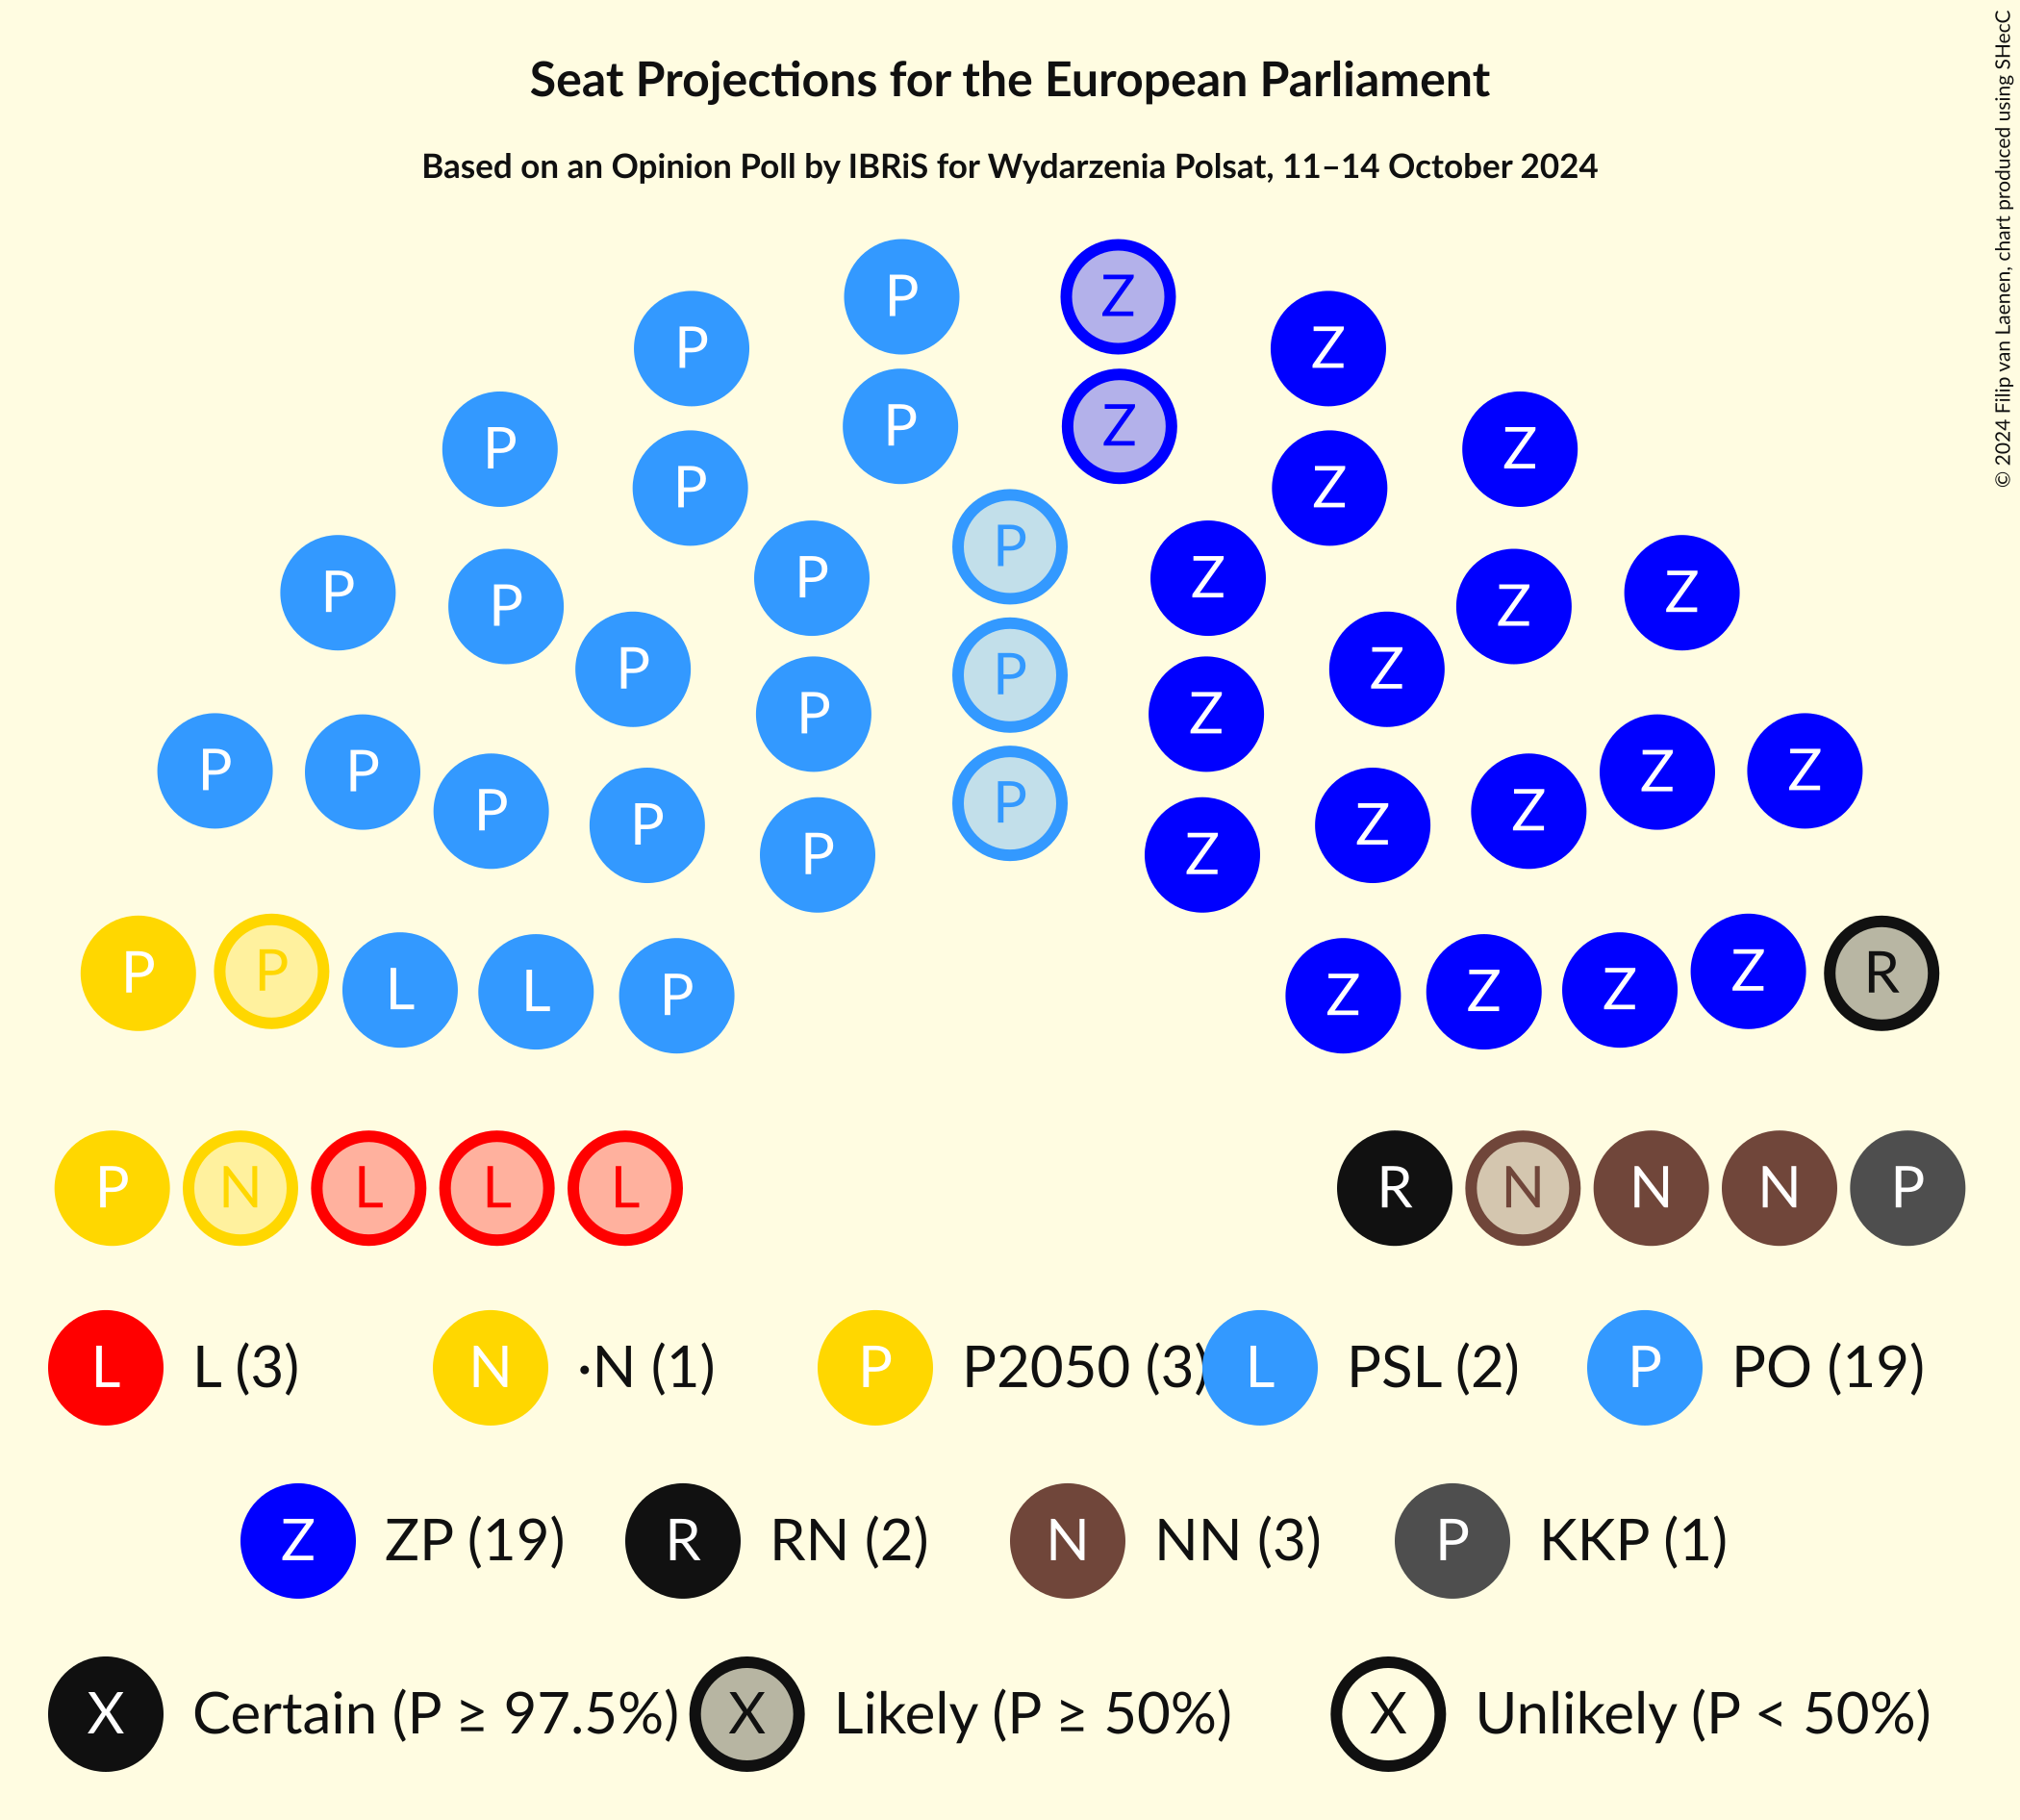 Seat Projections for the European Parliament
Based on an Opinion Poll by IBRiS for Wydarzenia Polsat, 11–14 October 2024
© 2024 Filip van Laenen, chart produced using SHecC
P Z
P Z
P Z
P Z
P Z
P Z
P
P Z
P Z
P Z
P Z
P
P Z
P Z
P Z
P Z
P
P Z
P Z
P P L L P Z Z Z Z R
P N L L L R N N N P
L L (3) N ·N (1) P P2050 (3) L PSL (2) P PO (19)
Z ZP (19) R RN (2) N NN (3) P KKP (1)
X Certain (P ≥ 97.5%) X Likely (P ≥ 50%) X Unlikely (P < 50%)